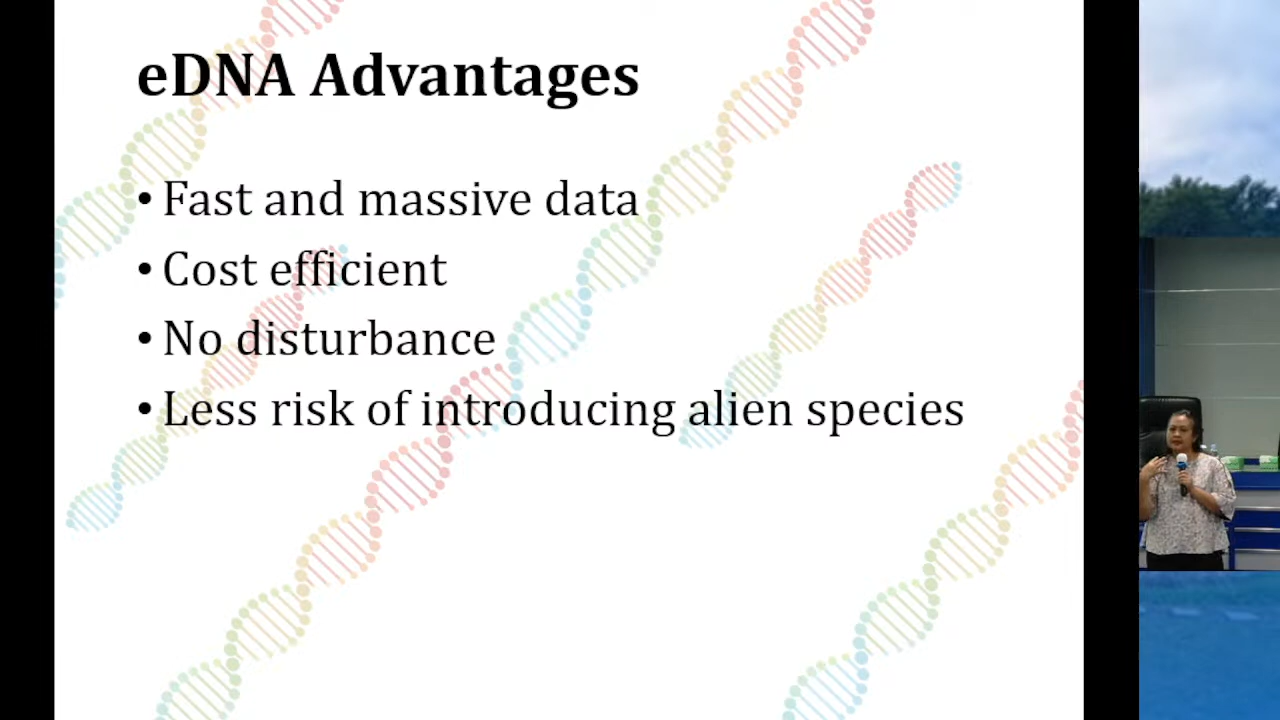 eDNA Advantages
• Fast and massive data
• Cost efficient
• No disturbance
• Less risk of introducing alien species